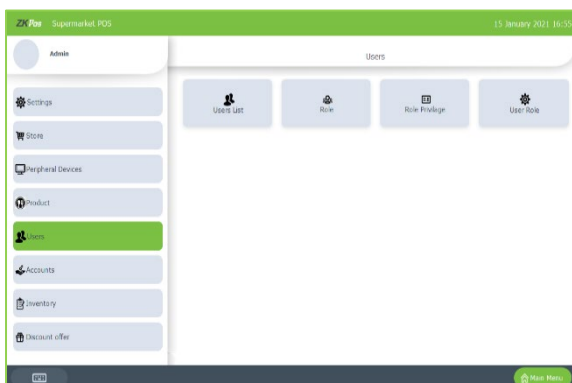 ZKPos Supermarket POS 15 January 2021 16:55
Admin
Users
Settings
Store
Peripheral Devices
Product
Users
Accounts
Inventory
Discount offer
Users List
Role
Role Privilage
User Role
Main Menu